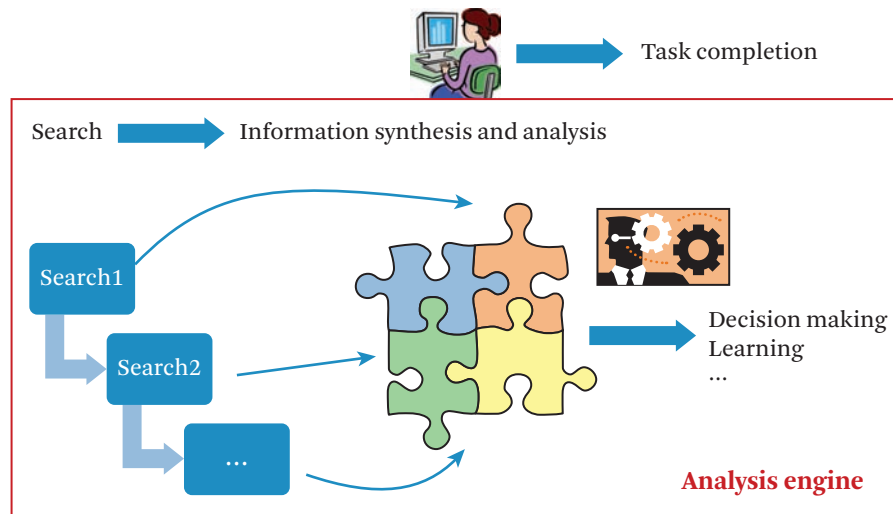 Task completion
Search
Information synthesis and analysis
Search1
Search2
...
Decision making
Learning
...
Analysis engine